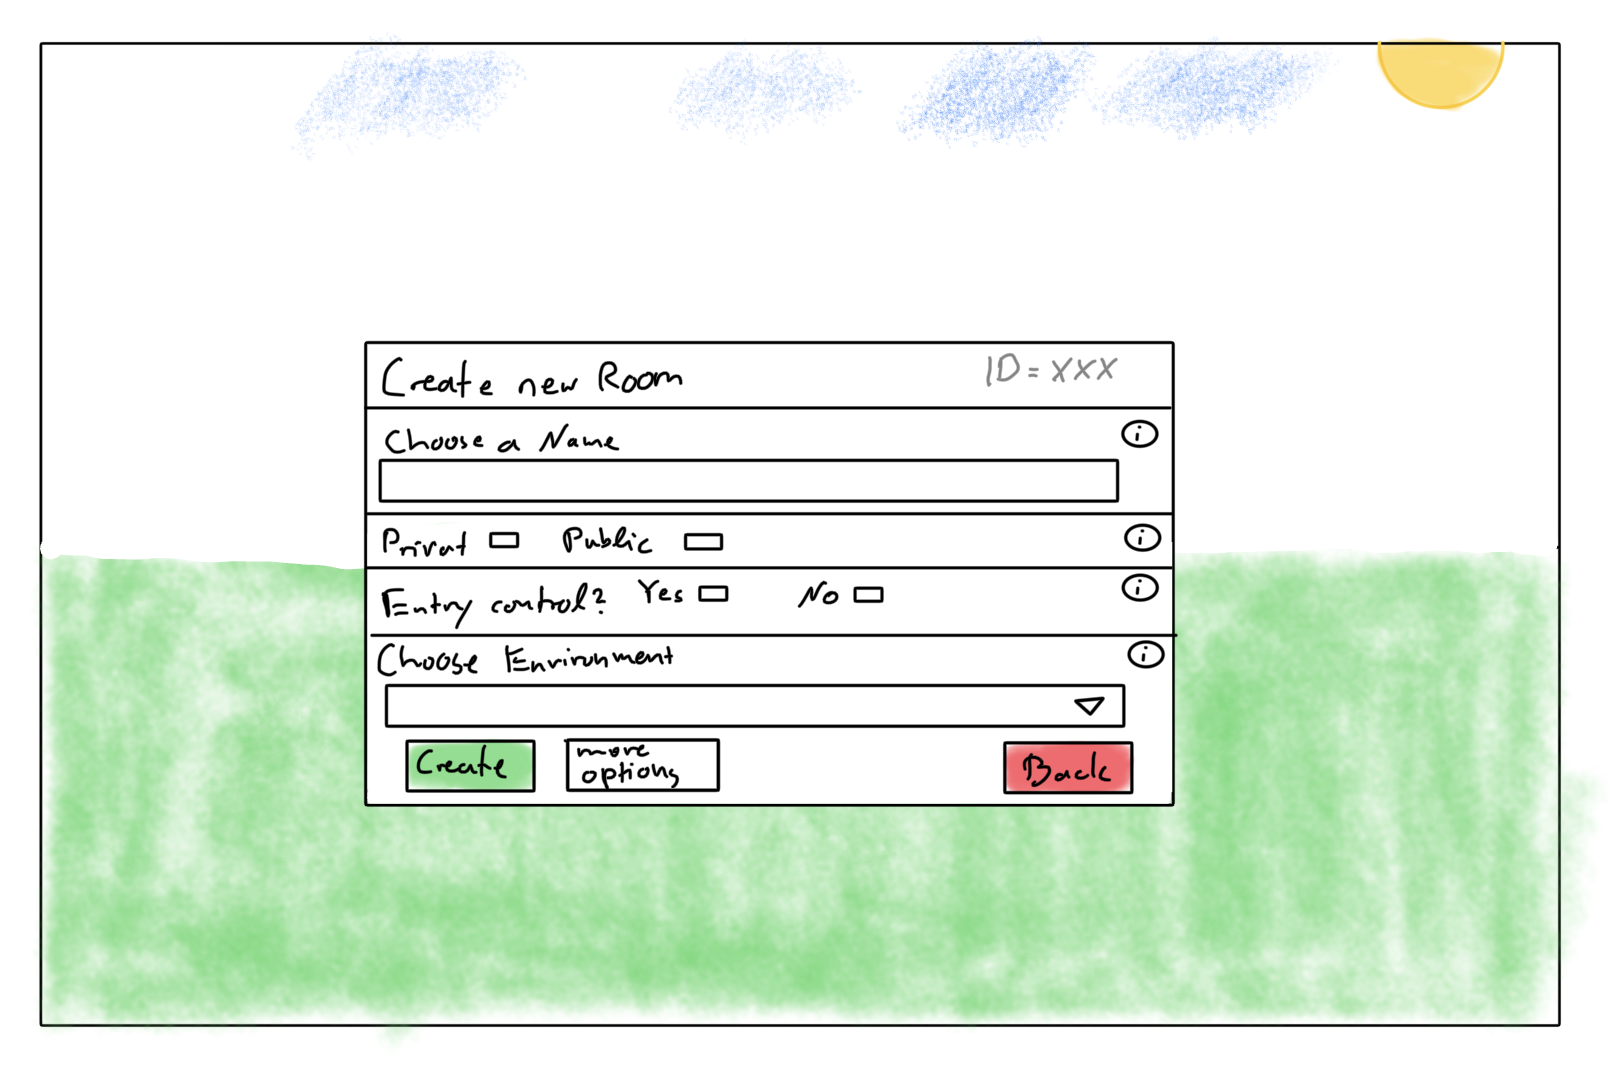 Create new Room ID = XXX
Choose a Name i
Privat Public i
Entry control? Yes No i
Choose Environment i
Create more options Back